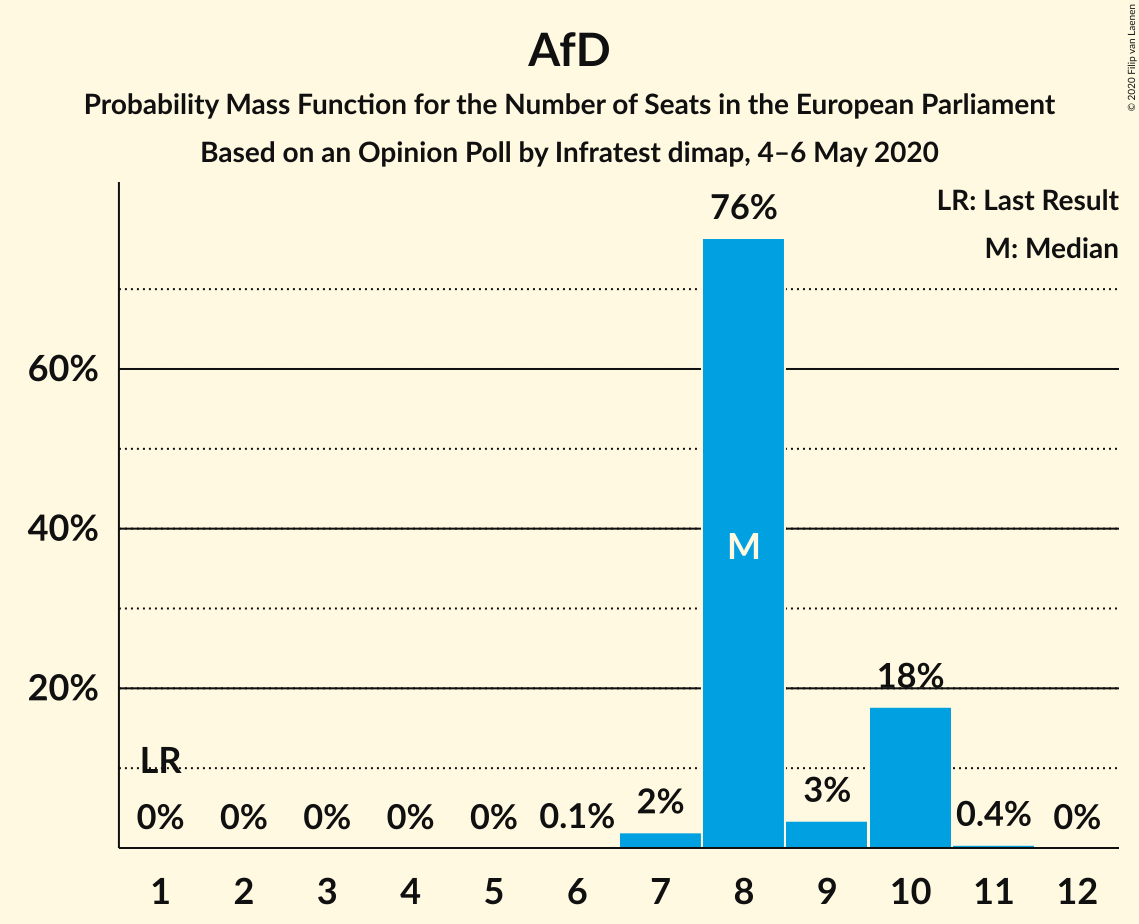 AfD
Probability Mass Function for the Number of Seats in the European Parliament
Based on an Opinion Poll by Infratest dimap, 4–6 May 2020
© 2020 Filip van Laenen
LR: Last Result
M: Median
76%
60%
40%
M
20%
18%
LR
0% 0% 0% 0% 0% 0.1% 2% 3% 0.4% 0%
1 2 3 4 5 6 7 8 9 10 11 12